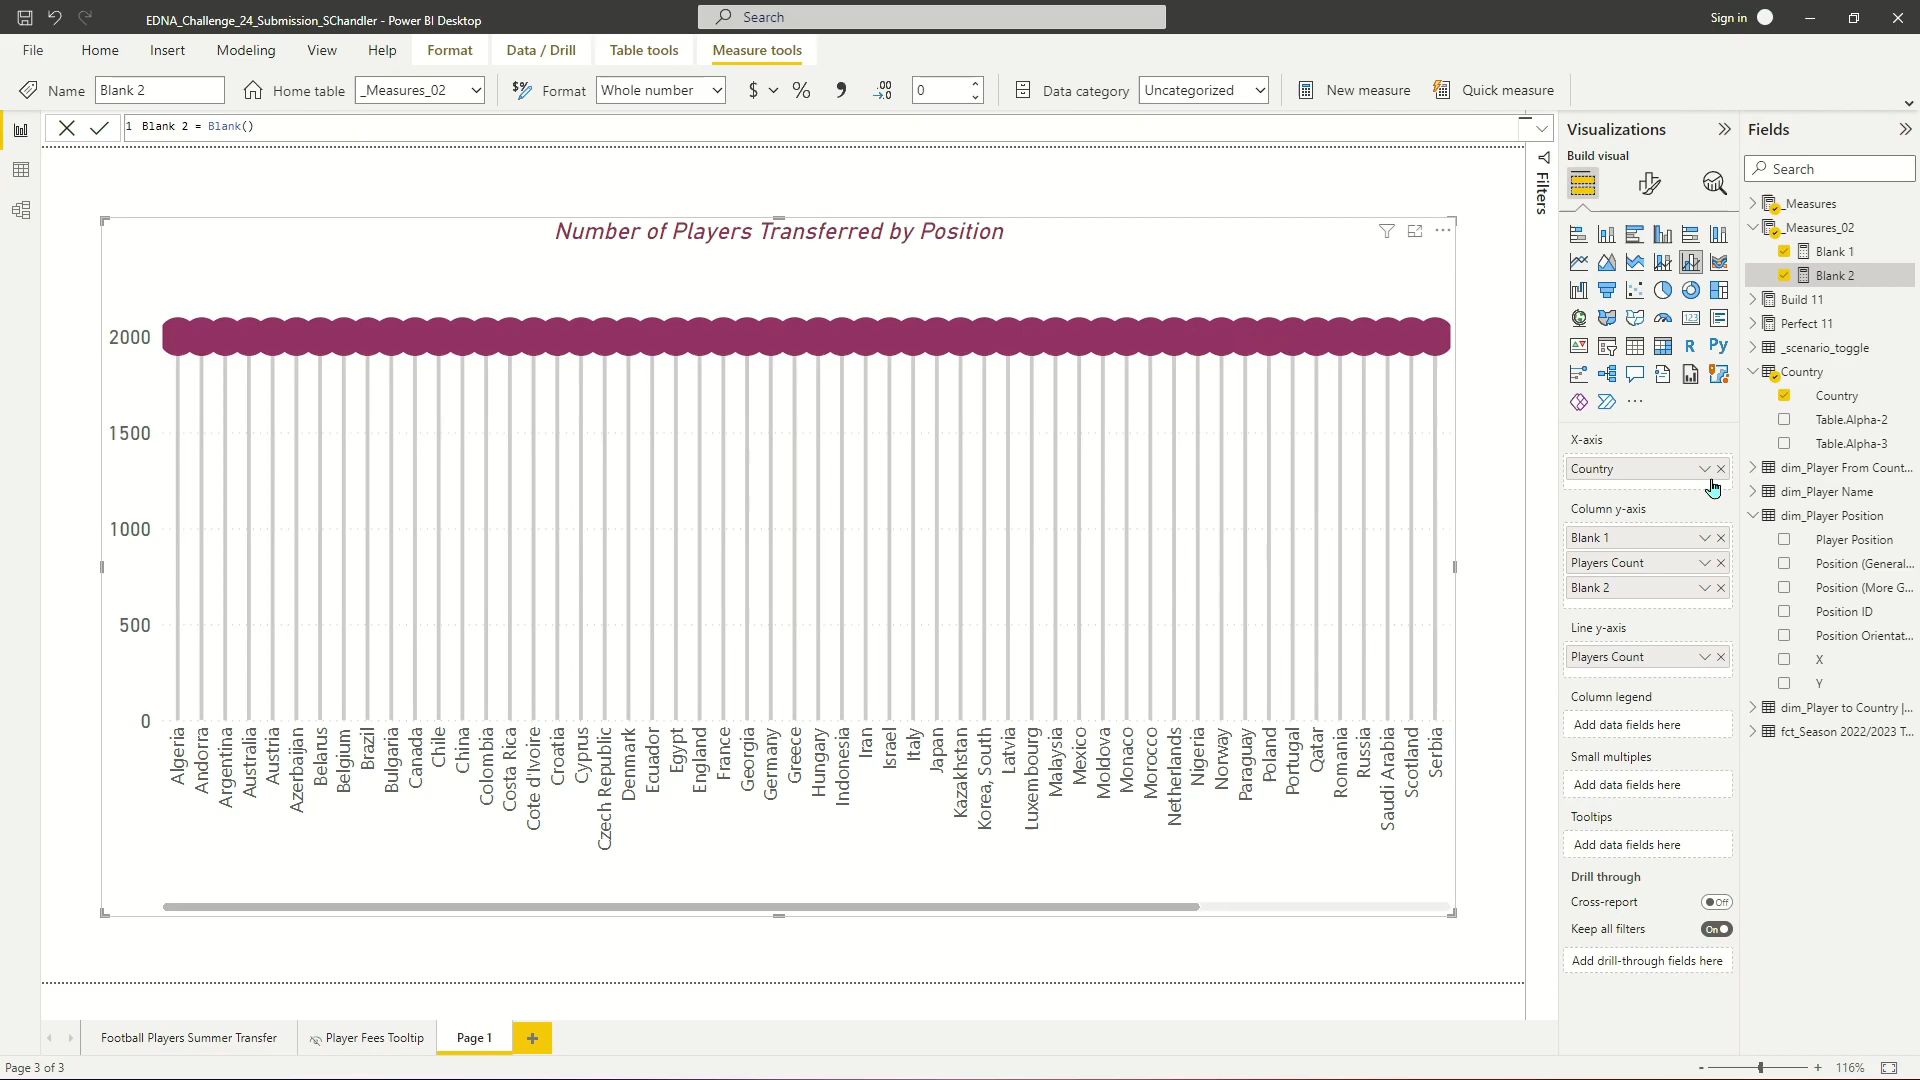 EDNA_Challenge_24_Submission_SChandler - Power BI Desktop
Search
Sign in
File
Home
Insert
Modeling
View
Help
Format
Data / Drill
Table tools
Measure tools
Name
Blank 2
Home table
_Measures_02
Format
Whole number
$
%
0
Data category
Uncategorized
New measure
Quick measure
1 Blank 2 = Blank()
Number of Players Transferred by Position
2000
1500
1000
500
0
Algeria
Andorra
Argentina
Australia
Austria
Azerbaijan
Belarus
Belgium
Brazil
Bulgaria
Canada
Chile
China
Colombia
Costa Rica
Cote d'Ivoire
Croatia
Cyprus
Czech Republic
Denmark
Ecuador
Egypt
England
France
Georgia
Germany
Greece
Hungary
Indonesia
Iran
Israel
Italy
Japan
Kazakhstan
Korea, South
Latvia
Luxembourg
Malaysia
Mexico
Moldova
Monaco
Morocco
Netherlands
Nigeria
Norway
Paraguay
Poland
Portugal
Qatar
Romania
Russia
Saudi Arabia
Scotland
Serbia
Filters
Visualizations
Build visual
123
R
Py
X-axis
Country
Column y-axis
Blank 1
Players Count
Blank 2
Line y-axis
Players Count
Column legend
Add data fields here
Small multiples
Add data fields here
Tooltips
Add data fields here
Drill through
Cross-report
Off
Keep all filters
On
Add drill-through fields here
Fields
Search
_Measures
_Measures_02
Blank 1
Blank 2
Build 11
Perfect 11
_scenario_toggle
Country
Country
Table.Alpha-2
Table.Alpha-3
dim_Player From Count...
dim_Player Name
dim_Player Position
Player Position
Position (General...
Position (More G...
Position ID
Position Orientat...
X
Y
dim_Player to Country |...
fct_Season 2022/2023 T...
Football Players Summer Transfer
Player Fees Tooltip
Page 1
+
Page 3 of 3
- + 116%